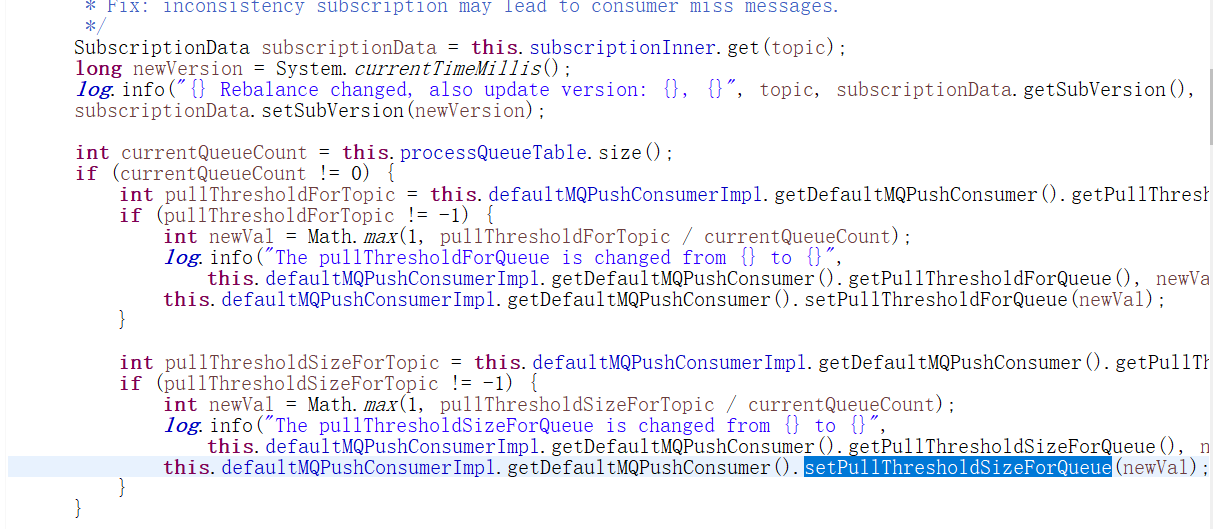 * Fix: inconsistency subscription may lead to consumer miss messages.
*/
SubscriptionData subscriptionData = this.subscriptionInner.get(topic);
long newVersion = System.currentTimeMillis();
log.info("{} Rebalance changed, also update version: {}, {}", topic, subscriptionData.getSubVersion(),
subscriptionData.setSubVersion(newVersion);
int currentQueueCount = this.processQueueTable.size();
if (currentQueueCount != 0) {
int pullThresholdForTopic = this.defaultMQPushConsumerImpl.getDefaultMQPushConsumer().getPullThresh
if (pullThresholdForTopic != -1) {
int newVal = Math.max(1, pullThresholdForTopic / currentQueueCount);
log.info("The pullThresholdForQueue is changed from {} to {}",
this.defaultMQPushConsumerImpl.getDefaultMQPushConsumer().getPullThresholdForQueue(), newVa
this.defaultMQPushConsumerImpl.getDefaultMQPushConsumer().setPullThresholdForQueue(newVal);
}
int pullThresholdSizeForTopic = this.defaultMQPushConsumerImpl.getDefaultMQPushConsumer().getPullTh
if (pullThresholdSizeForTopic != -1) {
int newVal = Math.max(1, pullThresholdSizeForTopic / currentQueueCount);
log.info("The pullThresholdSizeForQueue is changed from {} to {}",
this.defaultMQPushConsumerImpl.getDefaultMQPushConsumer().getPullThresholdSizeForQueue(), n
this.defaultMQPushConsumerImpl.getDefaultMQPushConsumer().setPullThresholdSizeForQueue(newVal);
}
}